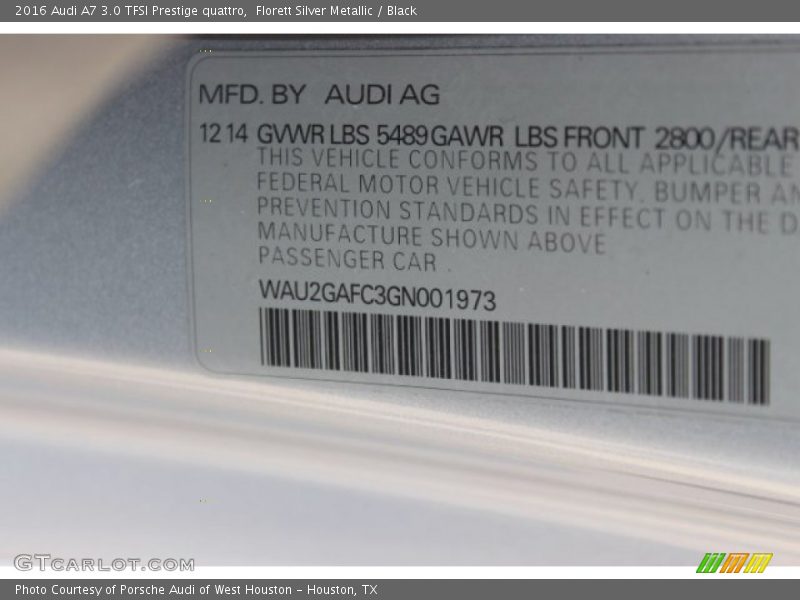 2016 Audi A7 3.0 TFSI Prestige quattro,  Florett Silver Metallic / Black
MFD. BY AUDI AG
12 14 GVWR LBS 5489 GAWR LBS FRONT 2800/REAR
THIS VEHICLE CONFORMS TO ALL APPLICABLE
FEDERAL MOTOR VEHICLE SAFETY, BUMPER
PREVENTION STANDARDS IN EFFECT ON THE
MANUFACTURE SHOWN ABOVE
PASSENGER CAR
WAU2GAFC3GN001973
GTCARLOT.COM
Photo Courtesy of Porsche Audi of West Houston - Houston, TX